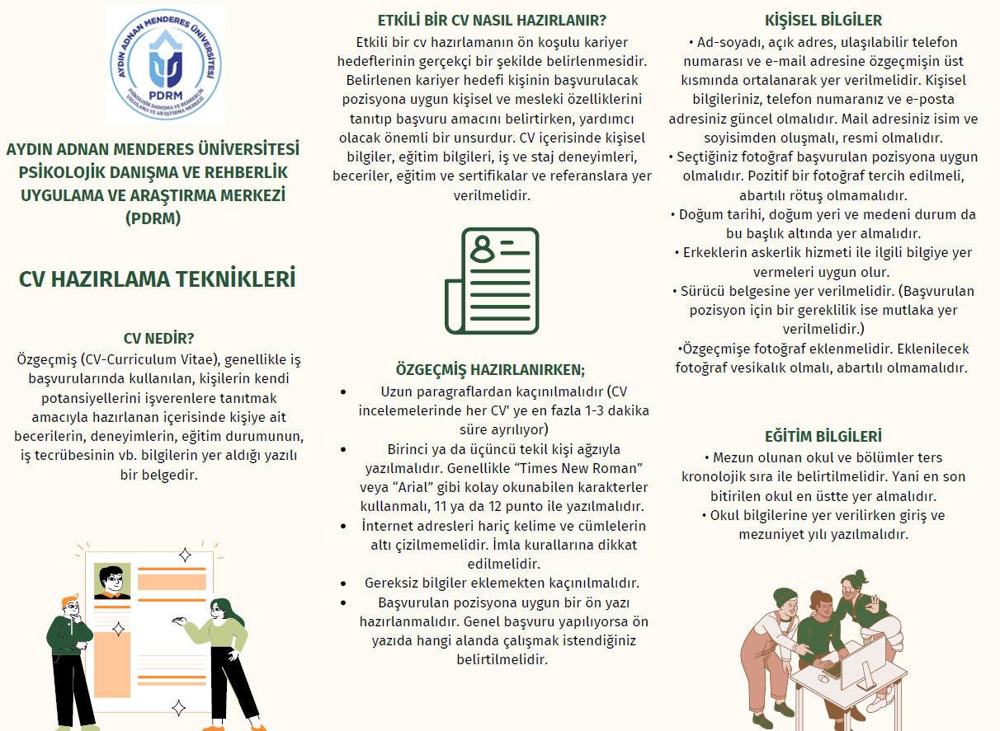 AYDIN ADNAN MENDERES ÜNİVERSİTESİ
PDRM
PSİKOLOJİK DANIŞMA VE REHBERLİK
UYGULAMA VE ARAŞTIRMA MERKEZİ
AYDIN ADNAN MENDERES ÜNİVERSİTESİ
PSİKOLOJİK DANIŞMA VE REHBERLİK
UYGULAMA VE ARAŞTIRMA MERKEZİ
(PDRM)
CV HAZIRLAMA TEKNİKLERİ
CV NEDİR?
Özgeçmiş (CV-Curriculum Vitae), genellikle iş
başvurularında kullanılan, kişilerin kendi
potansiyellerini işverenlere tanıtmak
amacıyla hazırlanan içerisinde kişiye ait
becerilerin, deneyimlerin, eğitim durumunun,
iş tecrübesinin vb. bilgilerin yer aldığı yazılı
bir belgedir.
ETKİLİ BİR CV NASIL HAZIRLANIR?
Etkili bir cv hazırlamanın ön koşulu kariyer
hedeflerinin gerçekçi bir şekilde belirlenmesidir.
Belirlenen kariyer hedefi kişinin başvurulacak
pozisyona uygun kişisel ve mesleki özelliklerini
tanıtıp başvuru amacını belirtirken, yardımcı
olacak önemli bir unsurdur. CV içerisinde kişisel
bilgiler, eğitim bilgileri, iş ve staj deneyimleri,
beceriler, eğitim ve sertifikalar ve referanslara yer
verilmelidir.
ÖZGEÇMİŞ HAZIRLANIRKEN;
• Uzun paragraflardan kaçınılmalıdır (CV
incelemelerinde her CV' ye en fazla 1-3 dakika
süre ayrılıyor)
• Birinci ya da üçüncü tekil kişi ağzıyla
yazılmalıdır. Genellikle “Times New Roman”
veya “Arial” gibi kolay okunabilen karakterler
kullanmalı, 11 ya da 12 punto ile yazılmalıdır.
• İnternet adresleri hariç kelime ve cümlelerin
altı çizilmemelidir. İmla kurallarına dikkat
edilmelidir.
• Gereksiz bilgiler eklemekten kaçınılmalıdır.
• Başvurulan pozisyona uygun bir ön yazı
hazırlanmalıdır. Genel başvuru yapılıyorsa ön
yazıda hangi alanda çalışmak istendiğiniz
belirtilmelidir.
KİŞİSEL BİLGİLER
• Ad-soyadı, açık adres, ulaşılabilir telefon
numarası ve e-mail adresine özgeçmişin üst
kısmında ortalanarak yer verilmelidir. Kişisel
bilgileriniz, telefon numaranız ve e-posta
adresiniz güncel olmalıdır. Mail adresiniz isim ve
soyisimden oluşmalı, resmi olmalıdır.
• Seçtiğiniz fotoğraf başvurulan pozisyona uygun
olmalıdır. Pozitif bir fotoğraf tercih edilmeli,
abartılı rötuş olmamalıdır.
• Doğum tarihi, doğum yeri ve medeni durum da
bu başlık altında yer almalıdır.
• Erkeklerin askerlik hizmeti ile ilgili bilgiye yer
vermeleri uygun olur.
• Sürücü belgesine yer verilmelidir. (Başvurulan
pozisyon için bir gereklilik ise mutlaka yer
verilmelidir.)
•Özgeçmişe fotoğraf eklenmelidir. Eklenilecek
fotoğraf vesikalık olmalı, abartılı olmamalıdır.
EĞİTİM BİLGİLERİ
• Mezun olunan okul ve bölümler ters
kronolojik sıra ile belirtilmelidir. Yani en son
bitirilen okul en üstte yer almalıdır.
• Okul bilgilerine yer verilirken giriş ve
mezuniyet yılı yazılmalıdır.